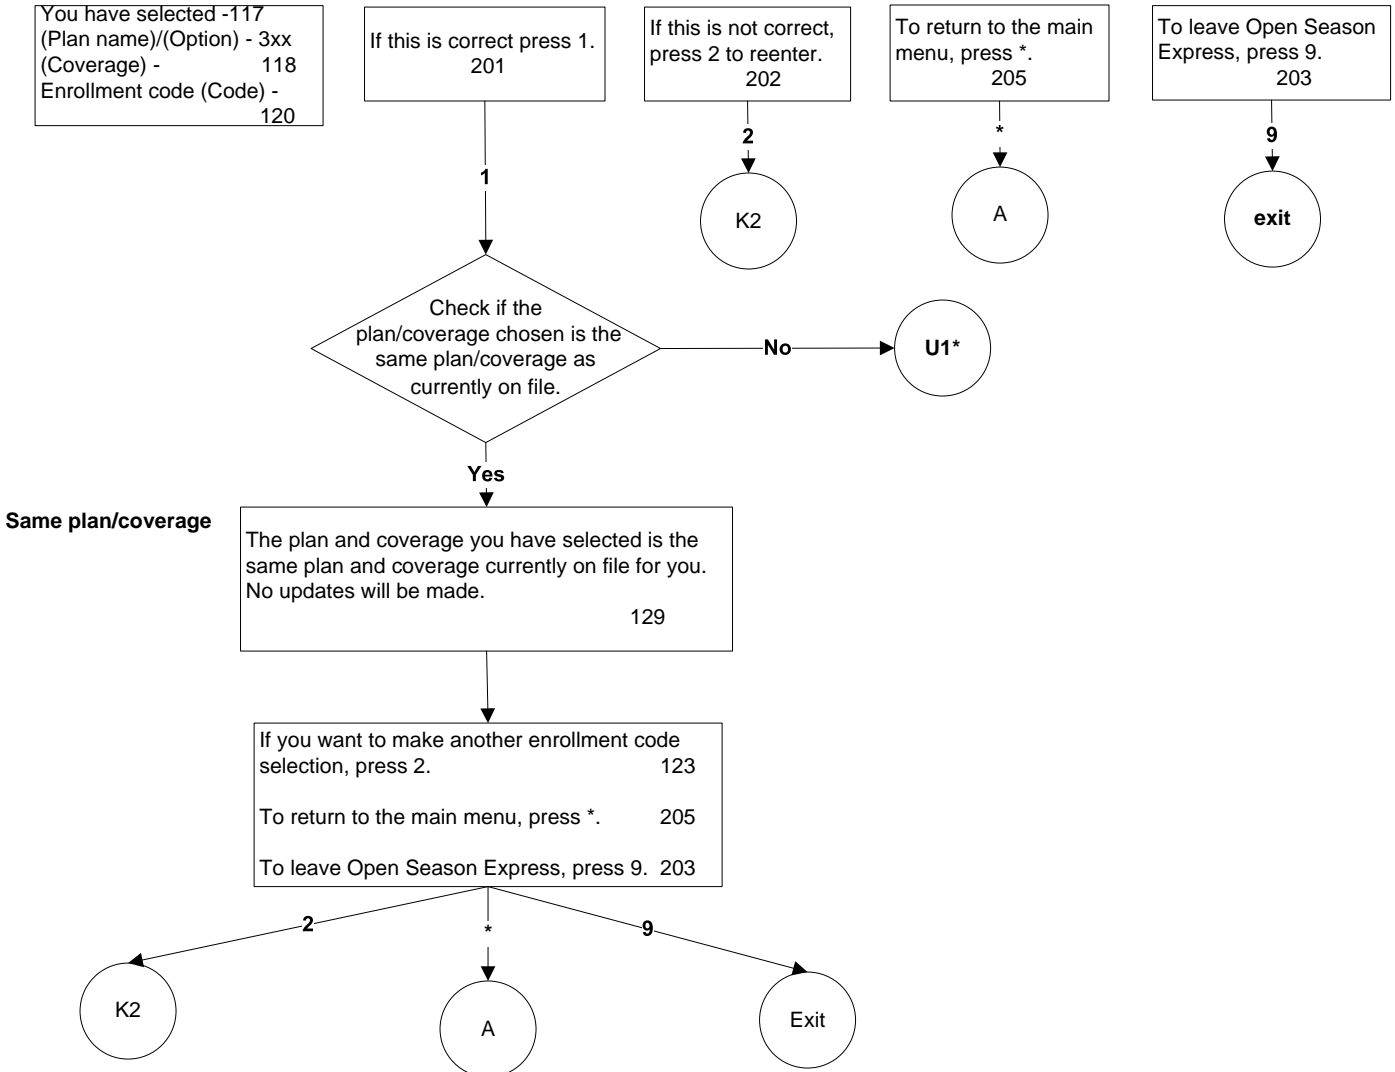 You have selected -117
(Plan name)/(Option) - 3xx
(Coverage) - 118
Enrollment code (Code) -
120
If this is correct press 1.
201
If this is not correct,
press 2 to reenter.
202
To return to the main
menu, press *.
205
To leave Open Season
Express, press 9.
203
1
2
*
9
K2
A
exit
Check if the
plan/coverage chosen is the
same plan/coverage as
currently on file.
No
U1*
Yes
Same plan/coverage
The plan and coverage you have selected is the
same plan and coverage currently on file for you.
No updates will be made.
129
If you want to make another enrollment code
selection, press 2. 123
To return to the main menu, press *. 205
To leave Open Season Express, press 9. 203
2
*
9
K2
A
Exit